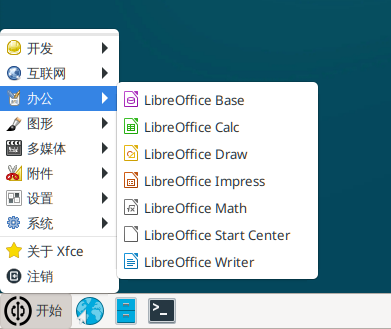 开发
互联网
办公
图形
多媒体
附件
设置
系统
关于 Xfce
注销
LibreOffice Base
LibreOffice Calc
LibreOffice Draw
LibreOffice Impress
LibreOffice Math
LibreOffice Start Center
LibreOffice Writer
开始